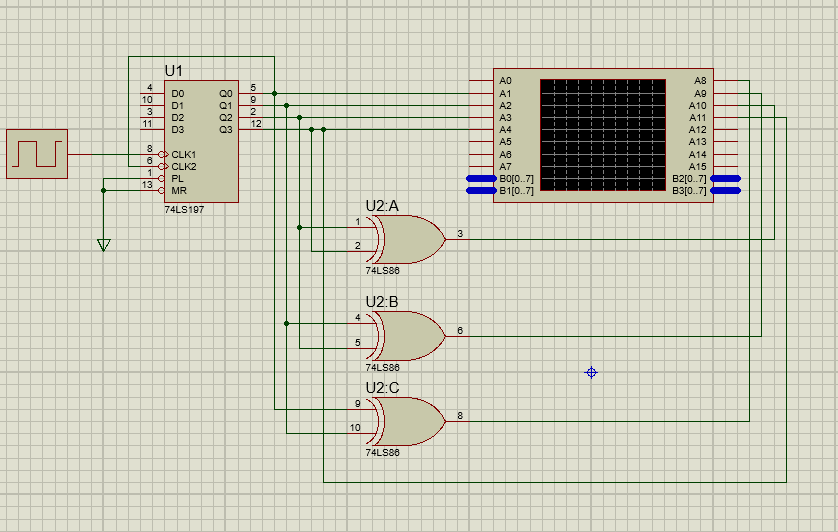 U1
4 D0 Q0 5
10 D1 Q1 9
3 D2 Q2 2
11 D3 Q3 12
8 CLK1
6 CLK2
1 PL
13 MR
74LS197
A0 A8
A1 A9
A2 A10
A3 A11
A4 A12
A5 A13
A6 A14
A7 A15
B0[0..7] B2[0..7]
B1[0..7] B3[0..7]
U2:A
1
2
3
74LS86
U2:B
4
5
6
74LS86
U2:C
9
10
8
74LS86